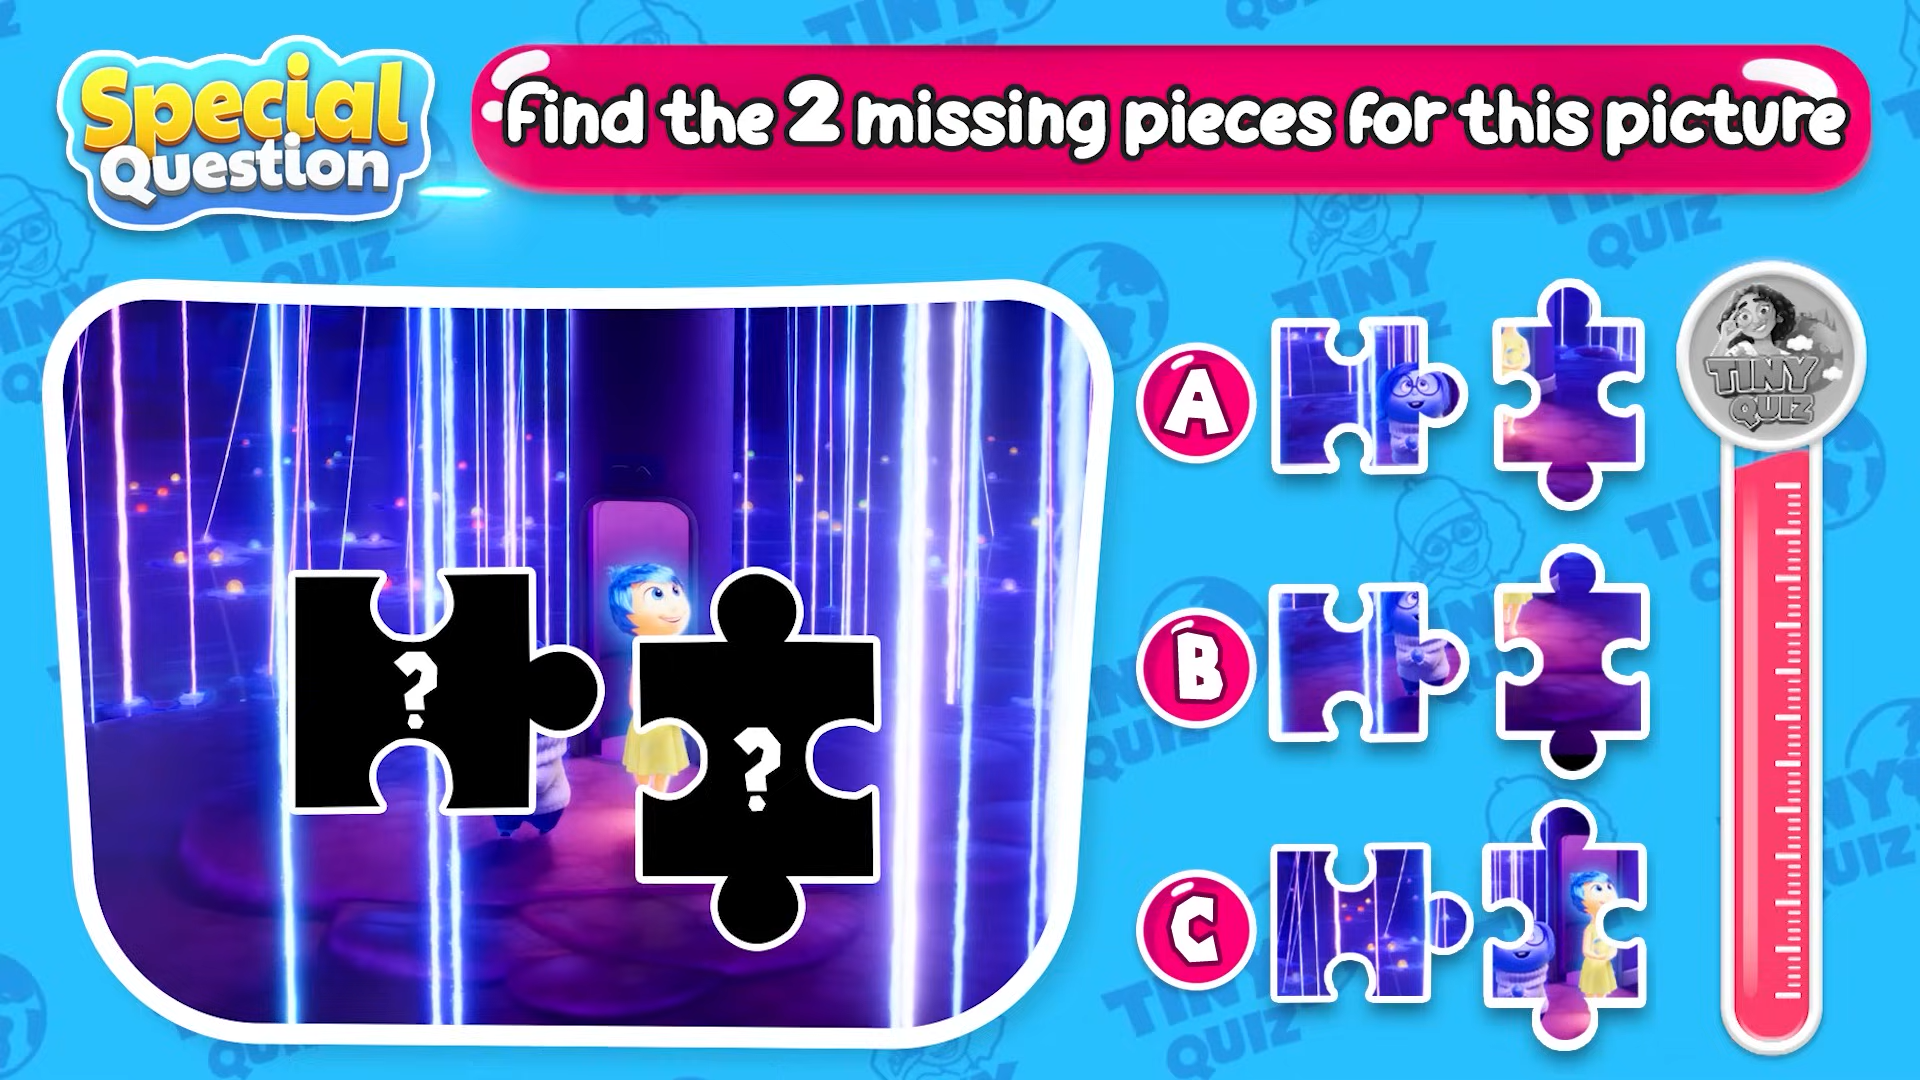 Special
Question
Find the 2 missing pieces for this picture
A
?
?
B
C
TINY
QUIZ